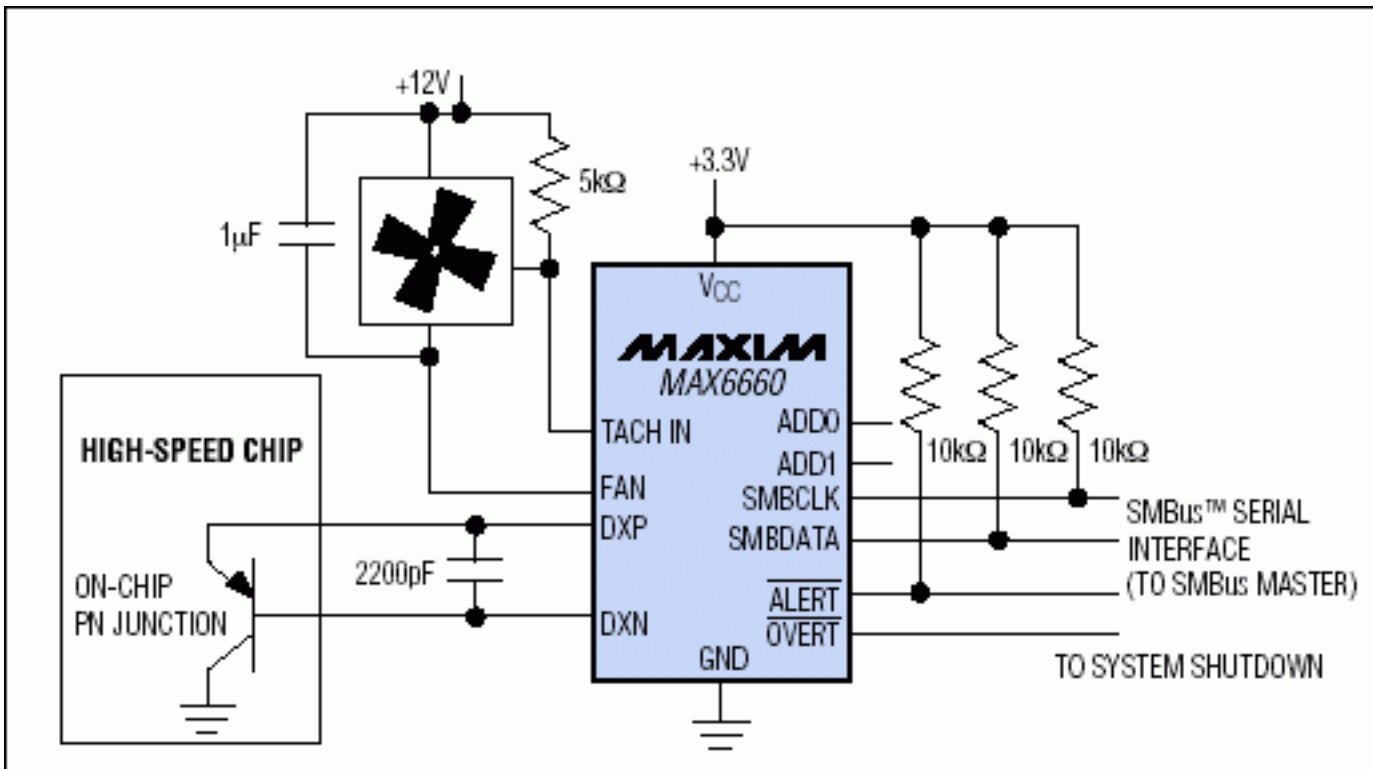 +12V
+3.3V
5kΩ
1μF
VCC
MAXIM
MAX6660
TACH IN
ADD0
10kΩ
10kΩ
10kΩ
HIGH-SPEED CHIP
ADD1
FAN
SMBCLK
SMBus™ SERIAL
INTERFACE
(TO SMBus MASTER)
DXP
SMBDATA
2200pF
ON-CHIP
PN JUNCTION
ALERT
DXN
OVERT
GND
TO SYSTEM SHUTDOWN